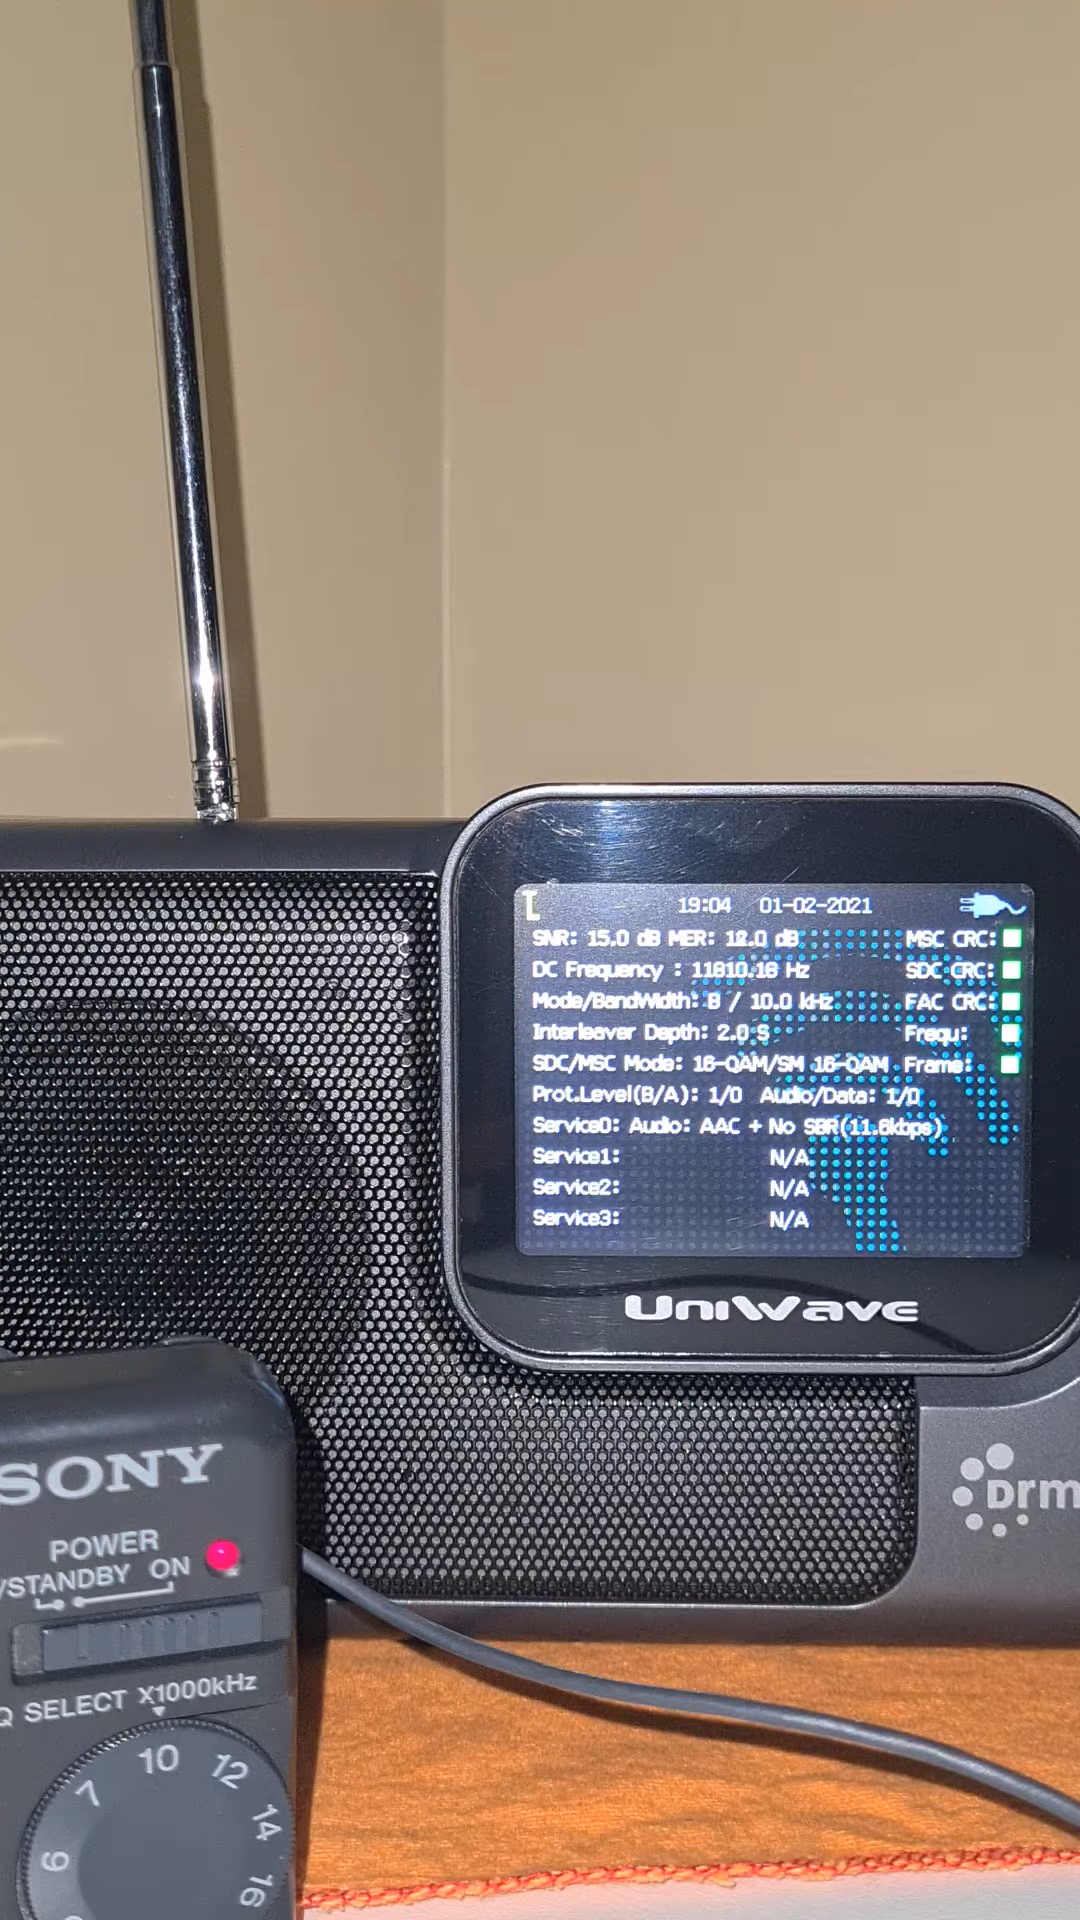 19:04 01-02-2021
SNR: 15.0 dB MER: 12.0 dB MSC CRC:
DC Frequency : 11910.16 Hz SDC CRC:
Mode/BandWidth: B / 10.0 kHz FAC CRC:
Interleaver Depth: 2.0 S Frequ:
SDC/MSC Mode: 16-QAM/SM 16-QAM Frame:
Prot.Level(B/A): 1/0 Audio/Data: 1/0
Service0: Audio: AAC + No SBR(11.6kbps)
Service1: N/A
Service2: N/A
Service3: N/A
UniWave
Drm
SONY
POWER
/STANDBY ON
SELECT X1000kHz
6 7 10 12 14 16